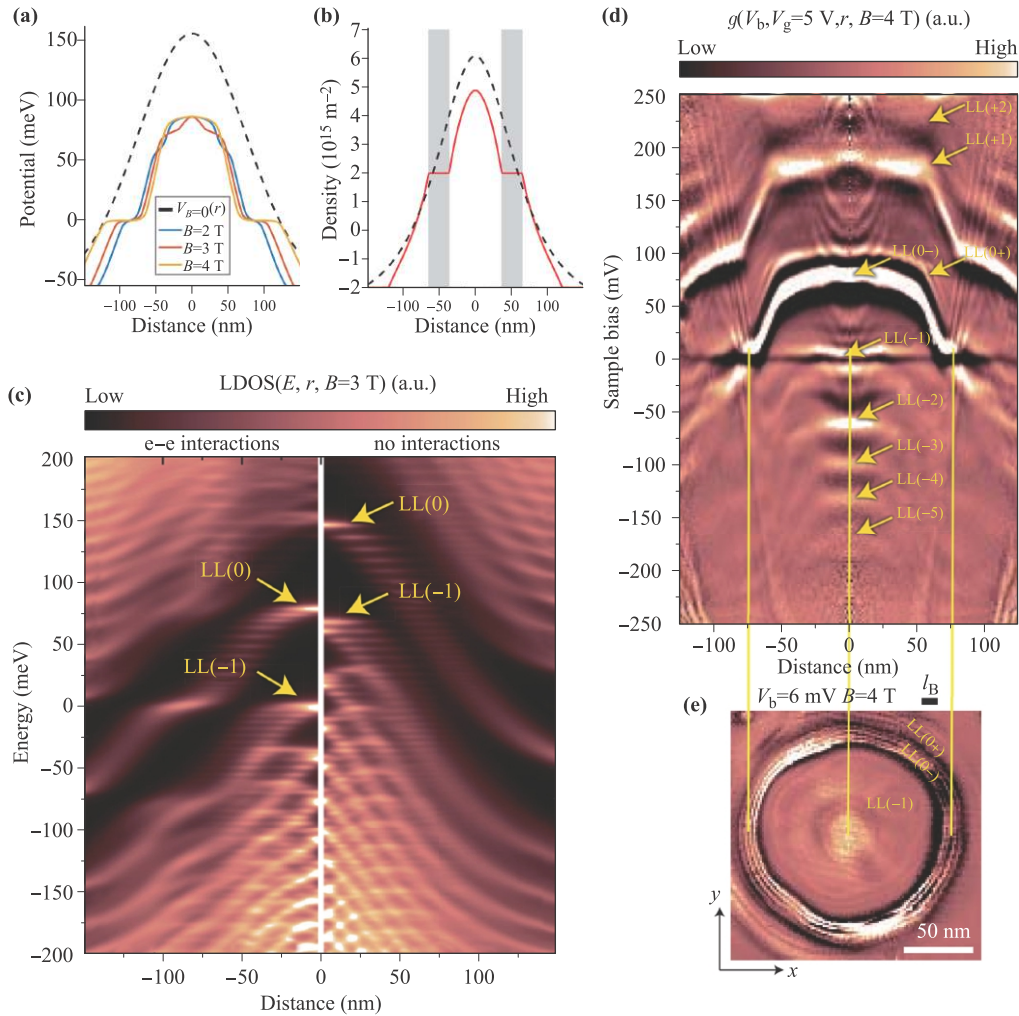 (a)
Potential (meV)
150
100
50
0
−50
V_B=0(r)
B=2 T
B=3 T
B=4 T
−100 −50 0 50 100
Distance (nm)
(b)
Density (10¹⁵ m⁻²)
7
6
5
4
3
2
1
0
−1
−2
−100 −50 0 50 100
Distance (nm)
(c)
LDOS(E, r, B=3 T) (a.u.)
Low High
e−e interactions no interactions
Energy (meV)
200
150
100
50
0
−50
−100
−150
−200
LL(0)
LL(0)
LL(−1)
LL(−1)
−100 −50 0 50 100
Distance (nm)
(d)
g(V_b,V_g=5 V,r, B=4 T) (a.u.)
Low High
Sample bias (mV)
250
200
150
100
50
0
−50
−100
−150
−200
−250
LL(+2)
LL(+1)
LL(0−) LL(0+)
LL(−1)
LL(−2)
LL(−3)
LL(−4)
LL(−5)
−100 −50 0 50 100
Distance (nm)
(e)
V_b=6 mV B=4 T l_B
LL(0+)
LL(0−)
LL(−1)
50 nm
y
x